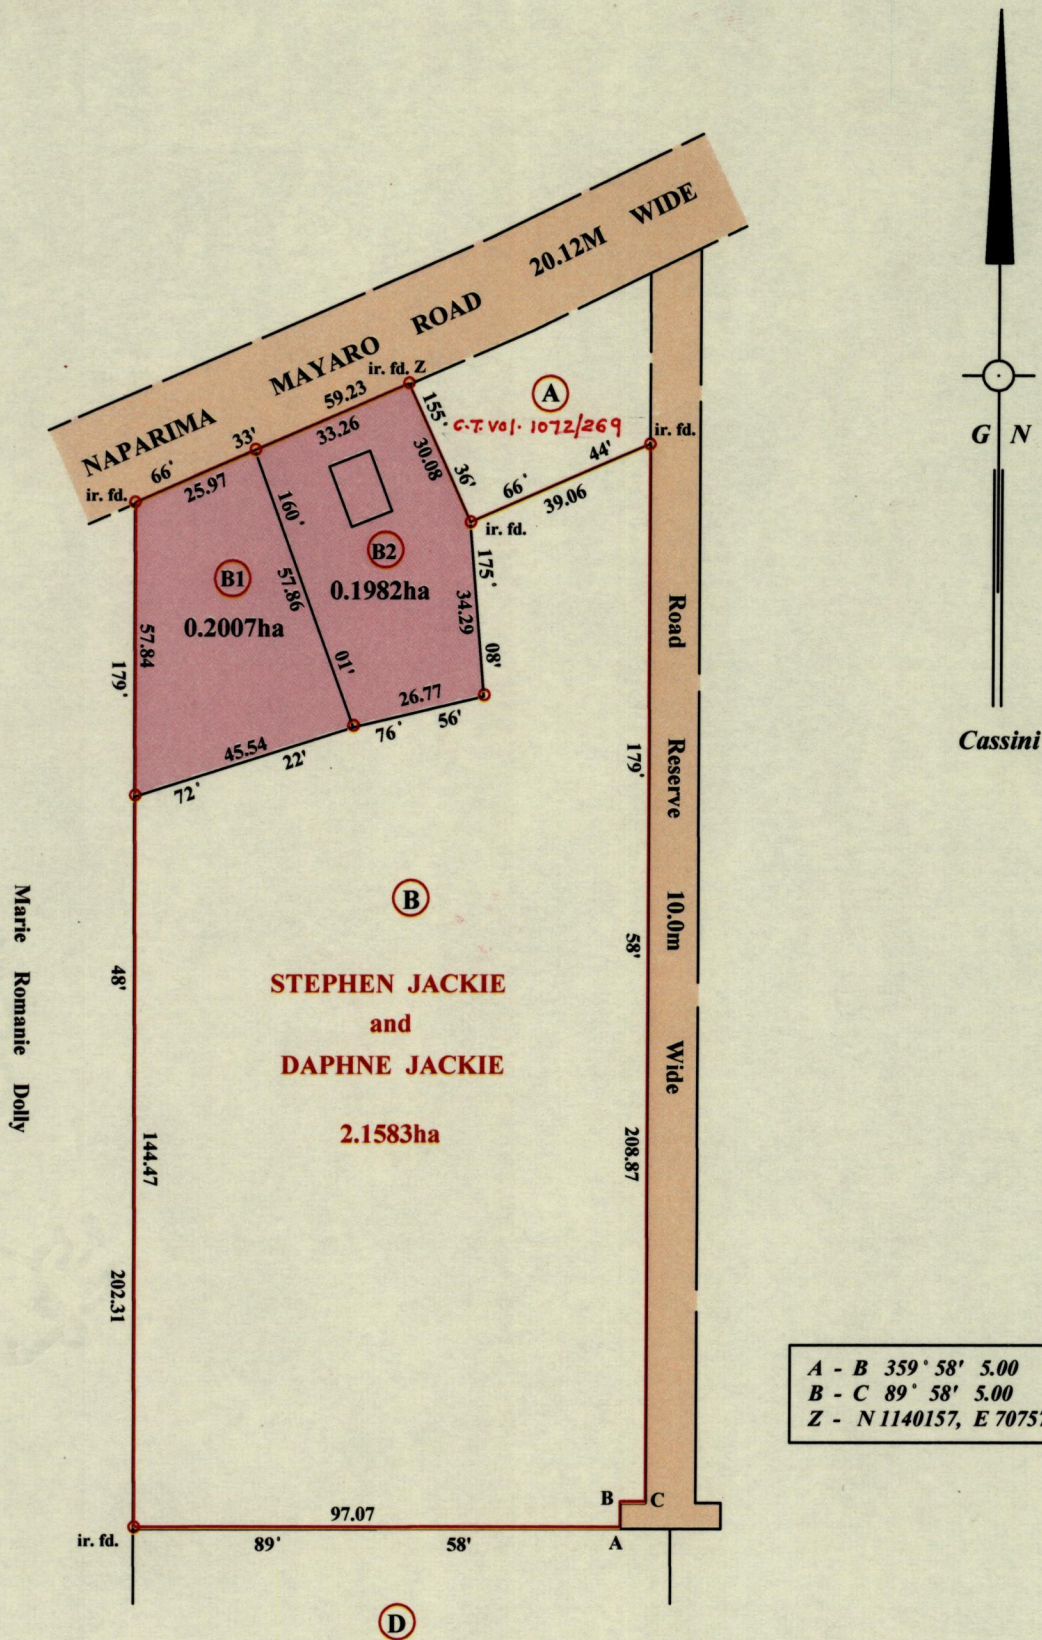 NAPARIMA MAYARO ROAD 20.12M WIDE
ir. fd. Z
59.23
33.26
33'
66°
25.97
ir. fd.
155°
30.08
36'
A
C.T. Vol. 1072/269
ir. fd.
44'
66°
39.06
ir. fd.
G N
Cassini
160°
57.86
01'
B2
0.1982ha
B1
0.2007ha
175°
34.29
08'
57.84
179°
26.77
76° 56'
45.54
72° 22'
Road Reserve 10.0m Wide
179°
58'
208.87
B
STEPHEN JACKIE
and
DAPHNE JACKIE
2.1583ha
Marie Romanie Dolly
48'
144.47
202.31
A - B 359° 58' 5.00
B - C 89° 58' 5.00
Z - N 1140157, E 70757
B C
97.07
ir. fd.
89° 58'
A
D